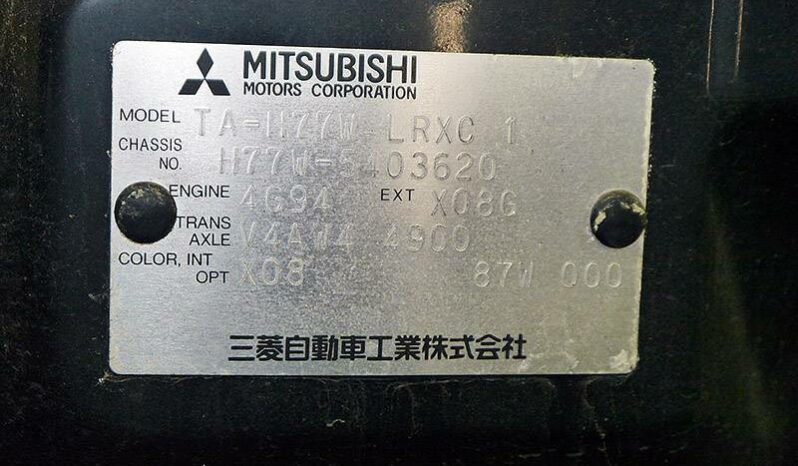 MITSUBISHI
MOTORS CORPORATION
MODEL TA-H77W LRXC 1
CHASSIS NO. H77W-5403620
ENGINE 4G94 EXT X08G
TRANS AXLE V4AW4 4900
COLOR, INT OPT X08 87W 000
三菱自動車工業株式会社